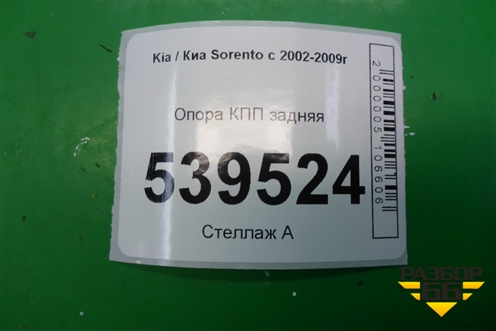 Kia / Киа Sorento с 2002-2009г
Опора КПП задняя
539524
Стеллаж А
2000005106606
РАЗБОР
66